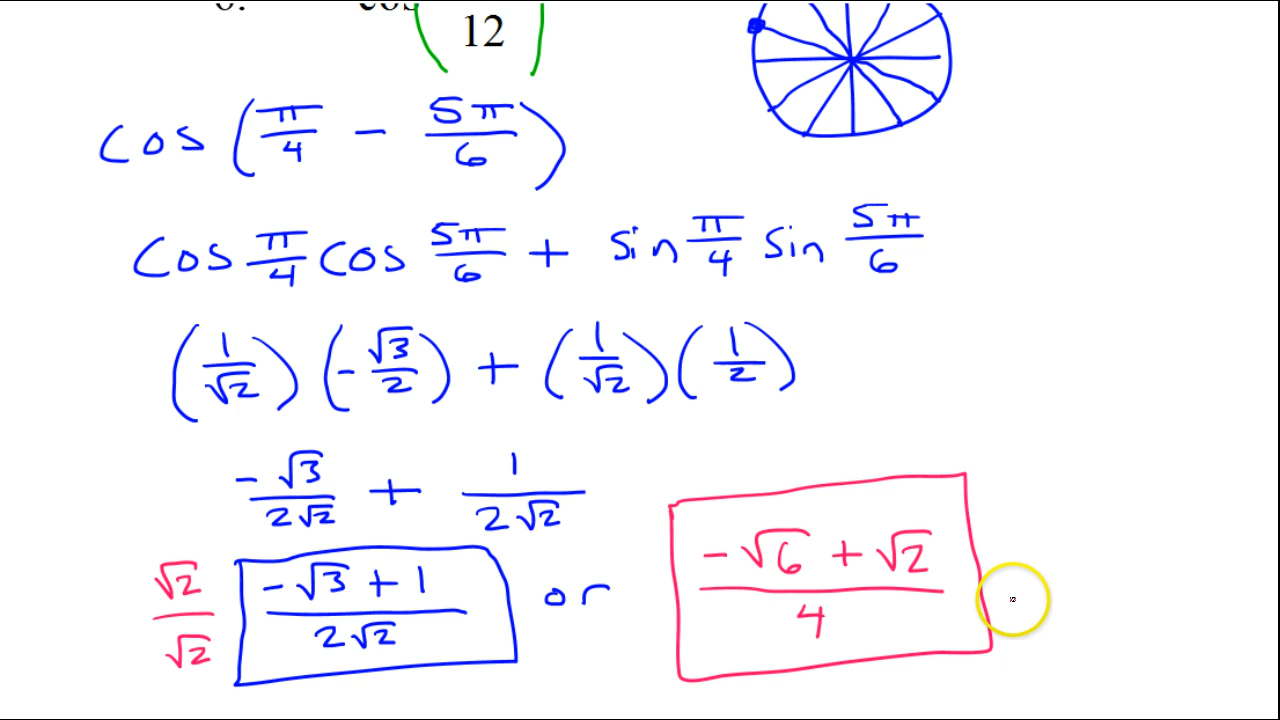 cos
12
cos(π/4 - 5π/6)
cos π/4 cos 5π/6 + sin π/4 sin 5π/6
(1/√2)(-√3/2) + (1/√2)(1/2)
-√3/2√2 + 1/2√2
√2/√2 (-√3 + 1)/2√2 or (-√6 + √2)/4